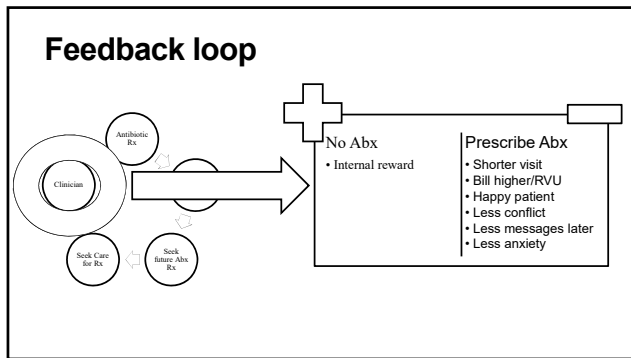 Feedback loop
Antibiotic
Rx
Clinician
Seek
future Abx
Rx
Seek Care
for Rx
No Abx
• Internal reward
Prescribe Abx
• Shorter visit
• Bill higher/RVU
• Happy patient
• Less conflict
• Less messages later
• Less anxiety